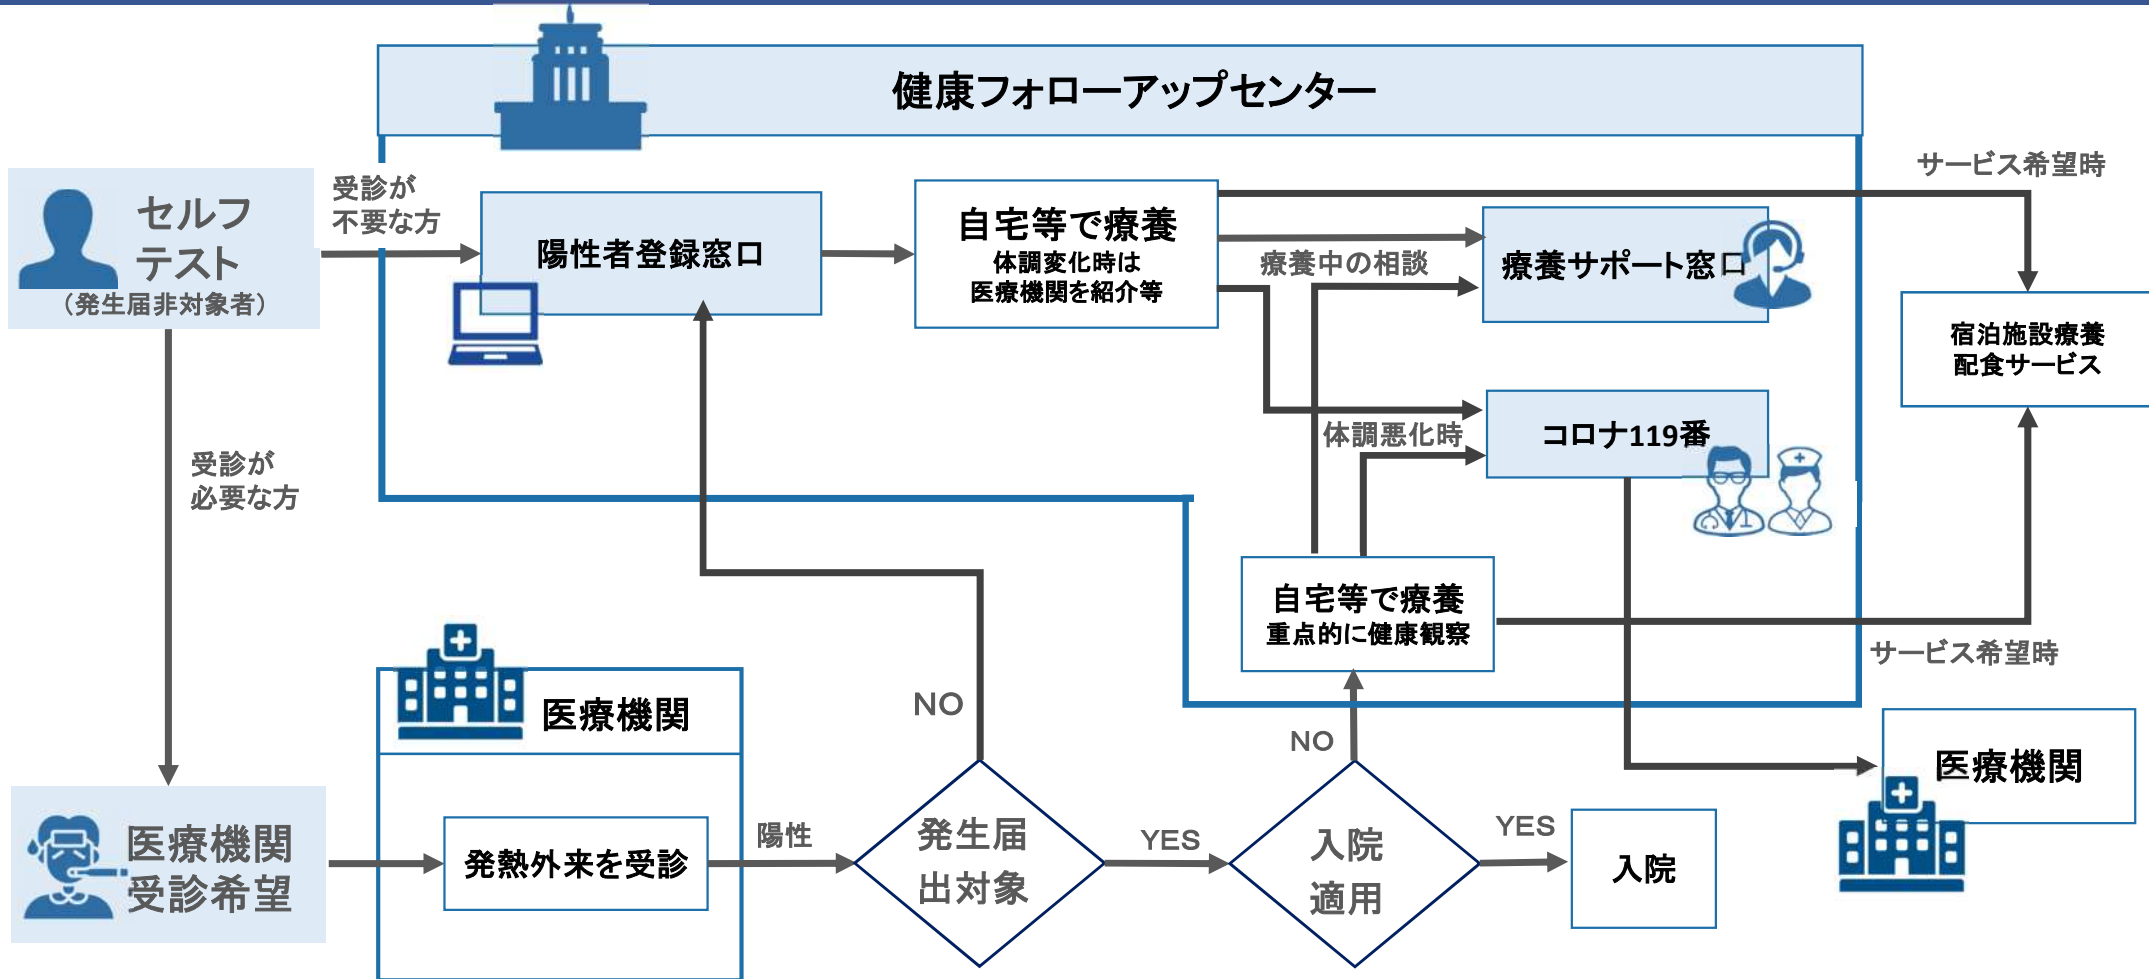 健康フォローアップセンター
セルフ
テスト
（発生届非対象者）
受診が
不要な方
陽性者登録窓口
自宅等で療養
体調変化時は
医療機関を紹介等
サービス希望時
療養中の相談
療養サポート窓口
宿泊施設療養
配食サービス
体調悪化時
コロナ119番
受診が
必要な方
自宅等で療養
重点的に健康観察
サービス希望時
NO
NO
医療機関
医療機関
医療機関
受診希望
発熱外来を受診
陽性
発生届
出対象
YES
入院
適用
YES
入院